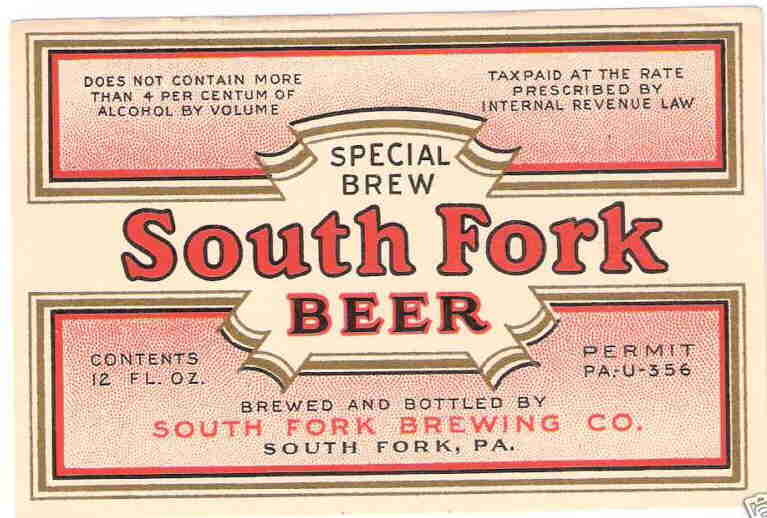 DOES NOT CONTAIN MORE
THAN 4 PER CENTUM OF
ALCOHOL BY VOLUME
TAXPAID AT THE RATE
PRESCRIBED BY
INTERNAL REVENUE LAW
SPECIAL
BREW
South Fork
BEER
CONTENTS
12 FL. OZ.
PERMIT
PA.-U-356
BREWED AND BOTTLED BY
SOUTH FORK BREWING CO.
SOUTH FORK, PA.